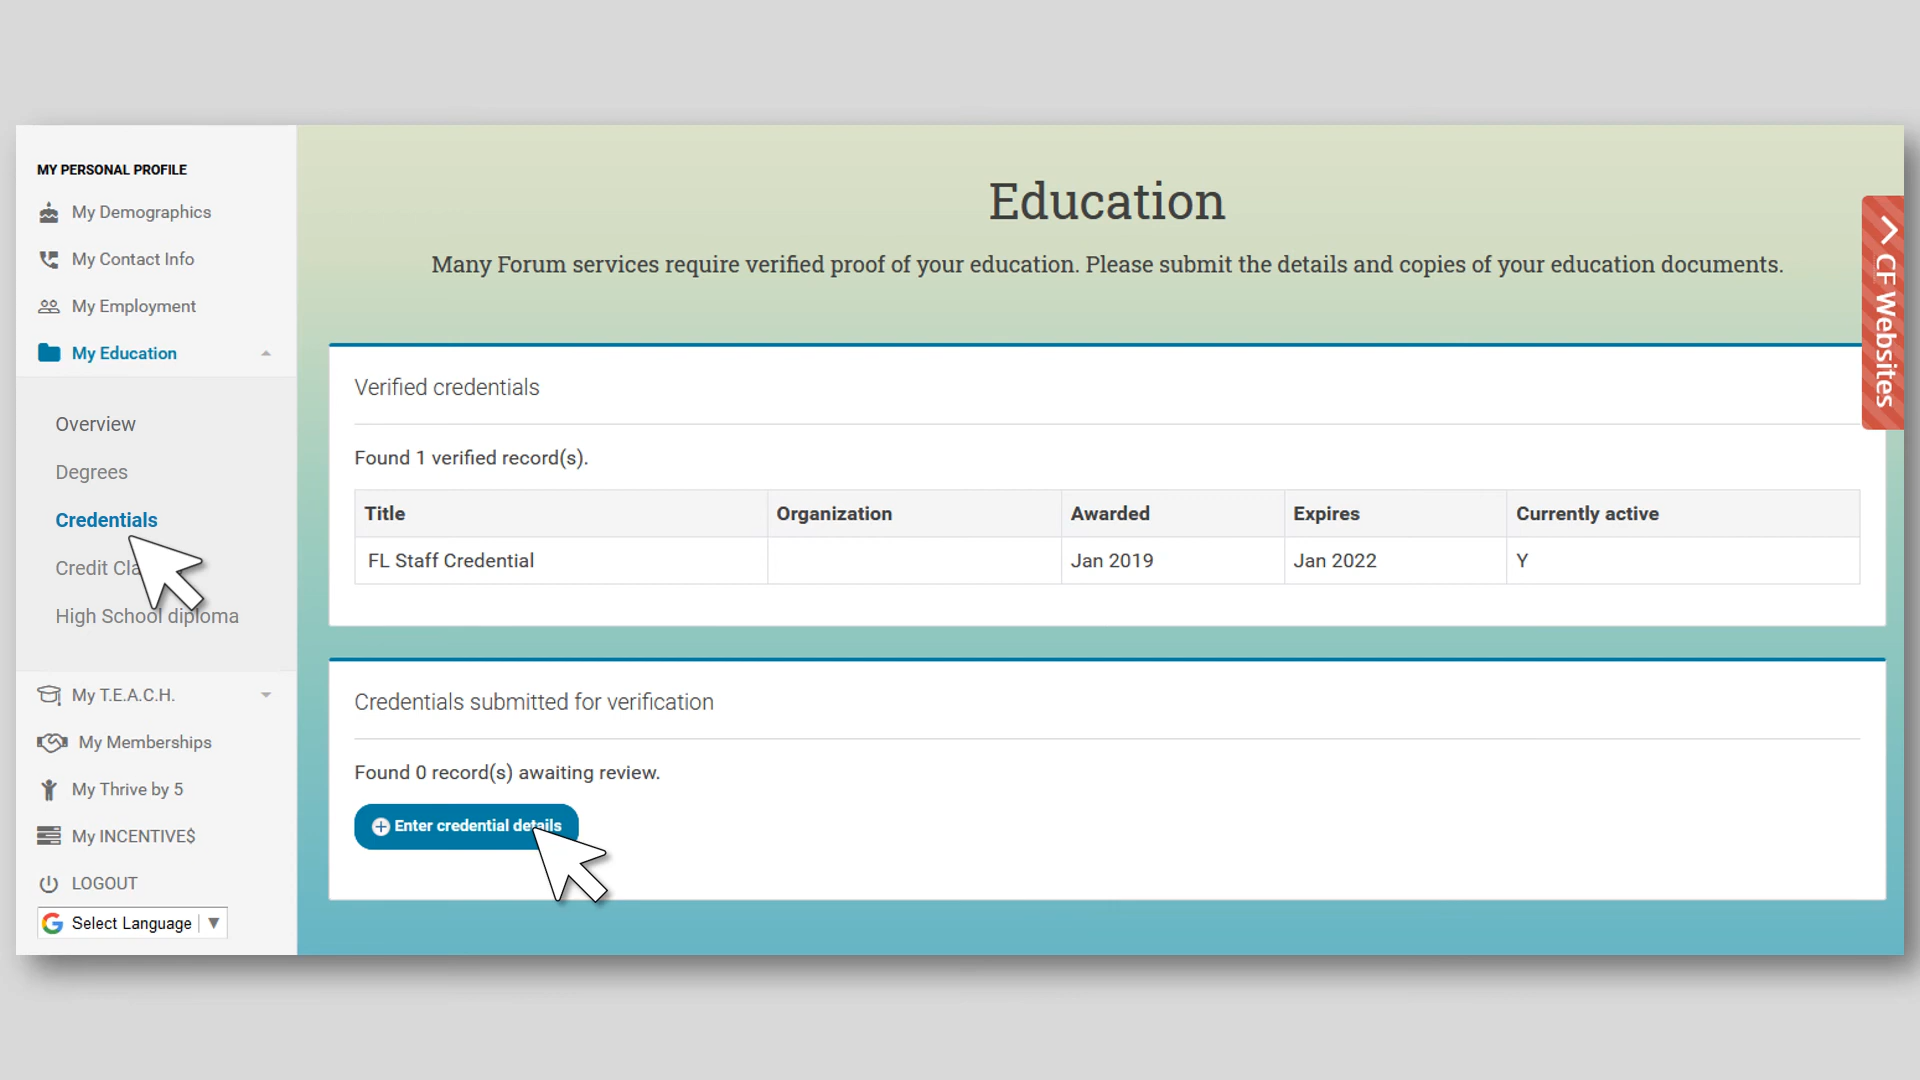 MY PERSONAL PROFILE
My Demographics
My Contact Info
My Employment
My Education
Overview
Degrees
Credentials
Credit
High School diploma
My T.E.A.C.H.
My Memberships
My Thrive by 5
My INCENTIVE$
LOGOUT
Select Language
Education
Many Forum services require verified proof of your education. Please submit the details and copies of your education documents.
CF Websites
Verified credentials
Found 1 verified record(s).
Title Organization Awarded Expires Currently active
FL Staff Credential Jan 2019 Jan 2022 Y
Credentials submitted for verification
Found 0 record(s) awaiting review.
Enter credential details